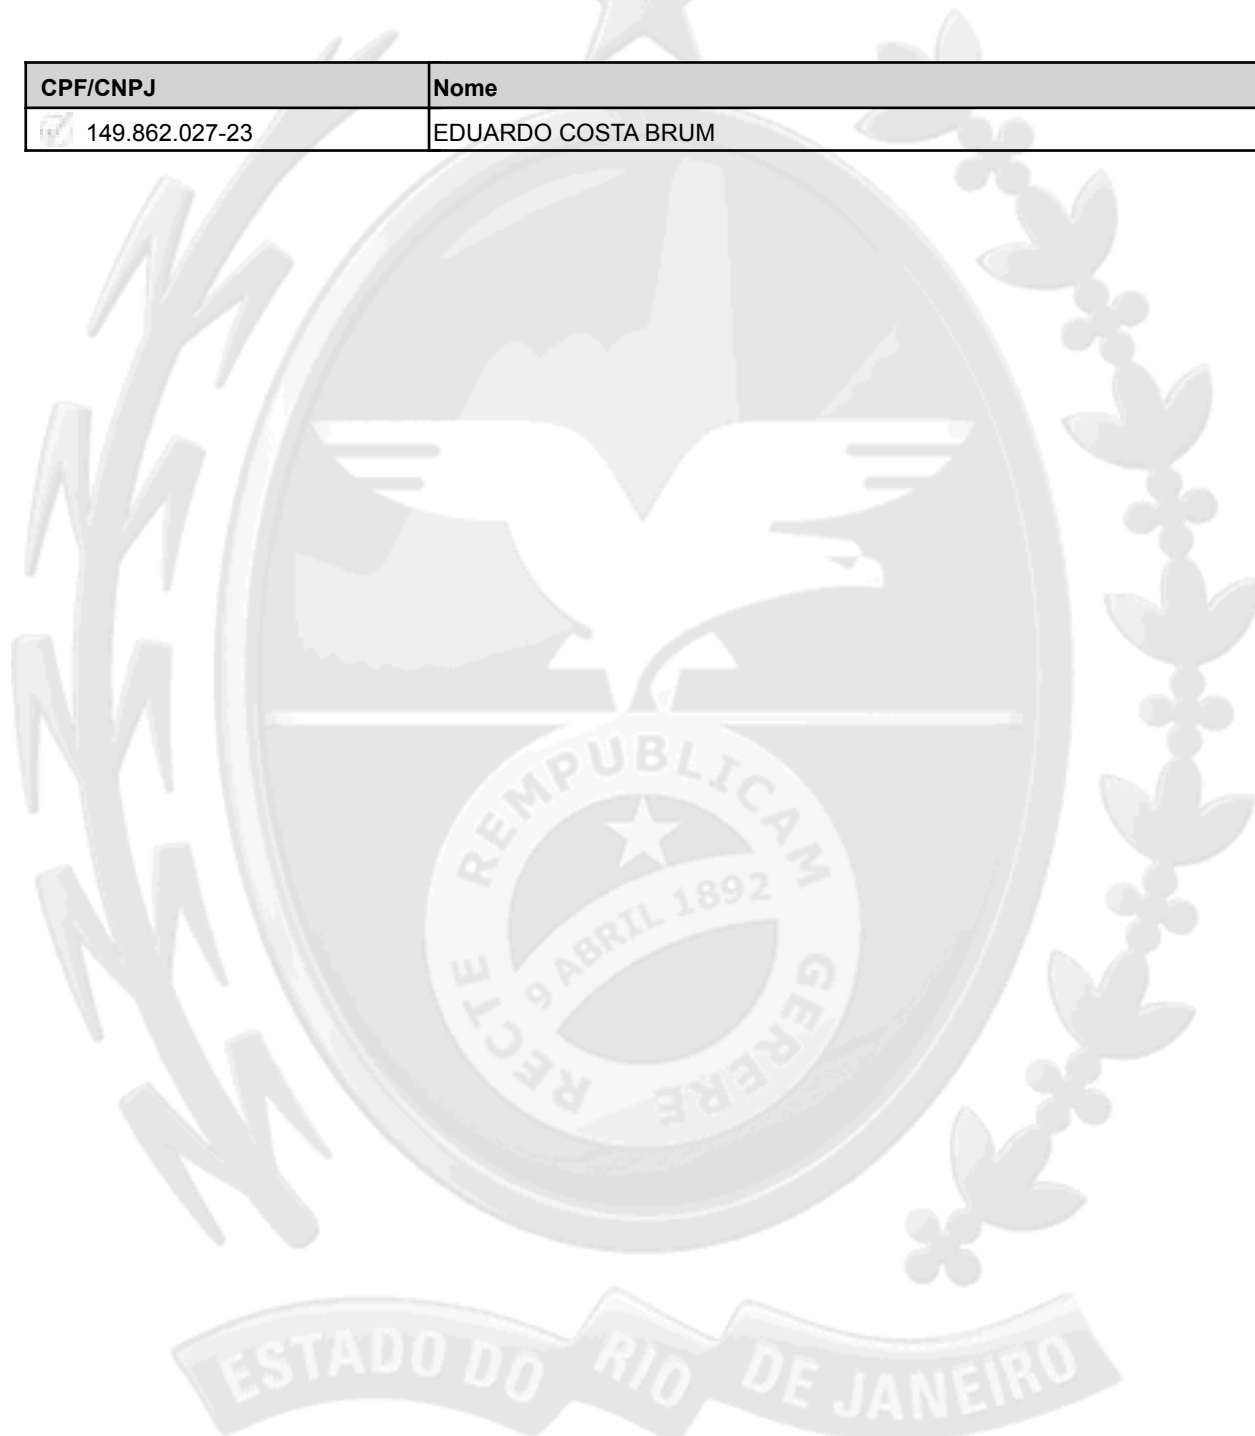 CPF/CNPJ Nome
149.862.027-23 EDUARDO COSTA BRUM
REMPUBLICAM
9 ABRIL 1892
RECTE GERERE
ESTADO DO RIO DE JANEIRO